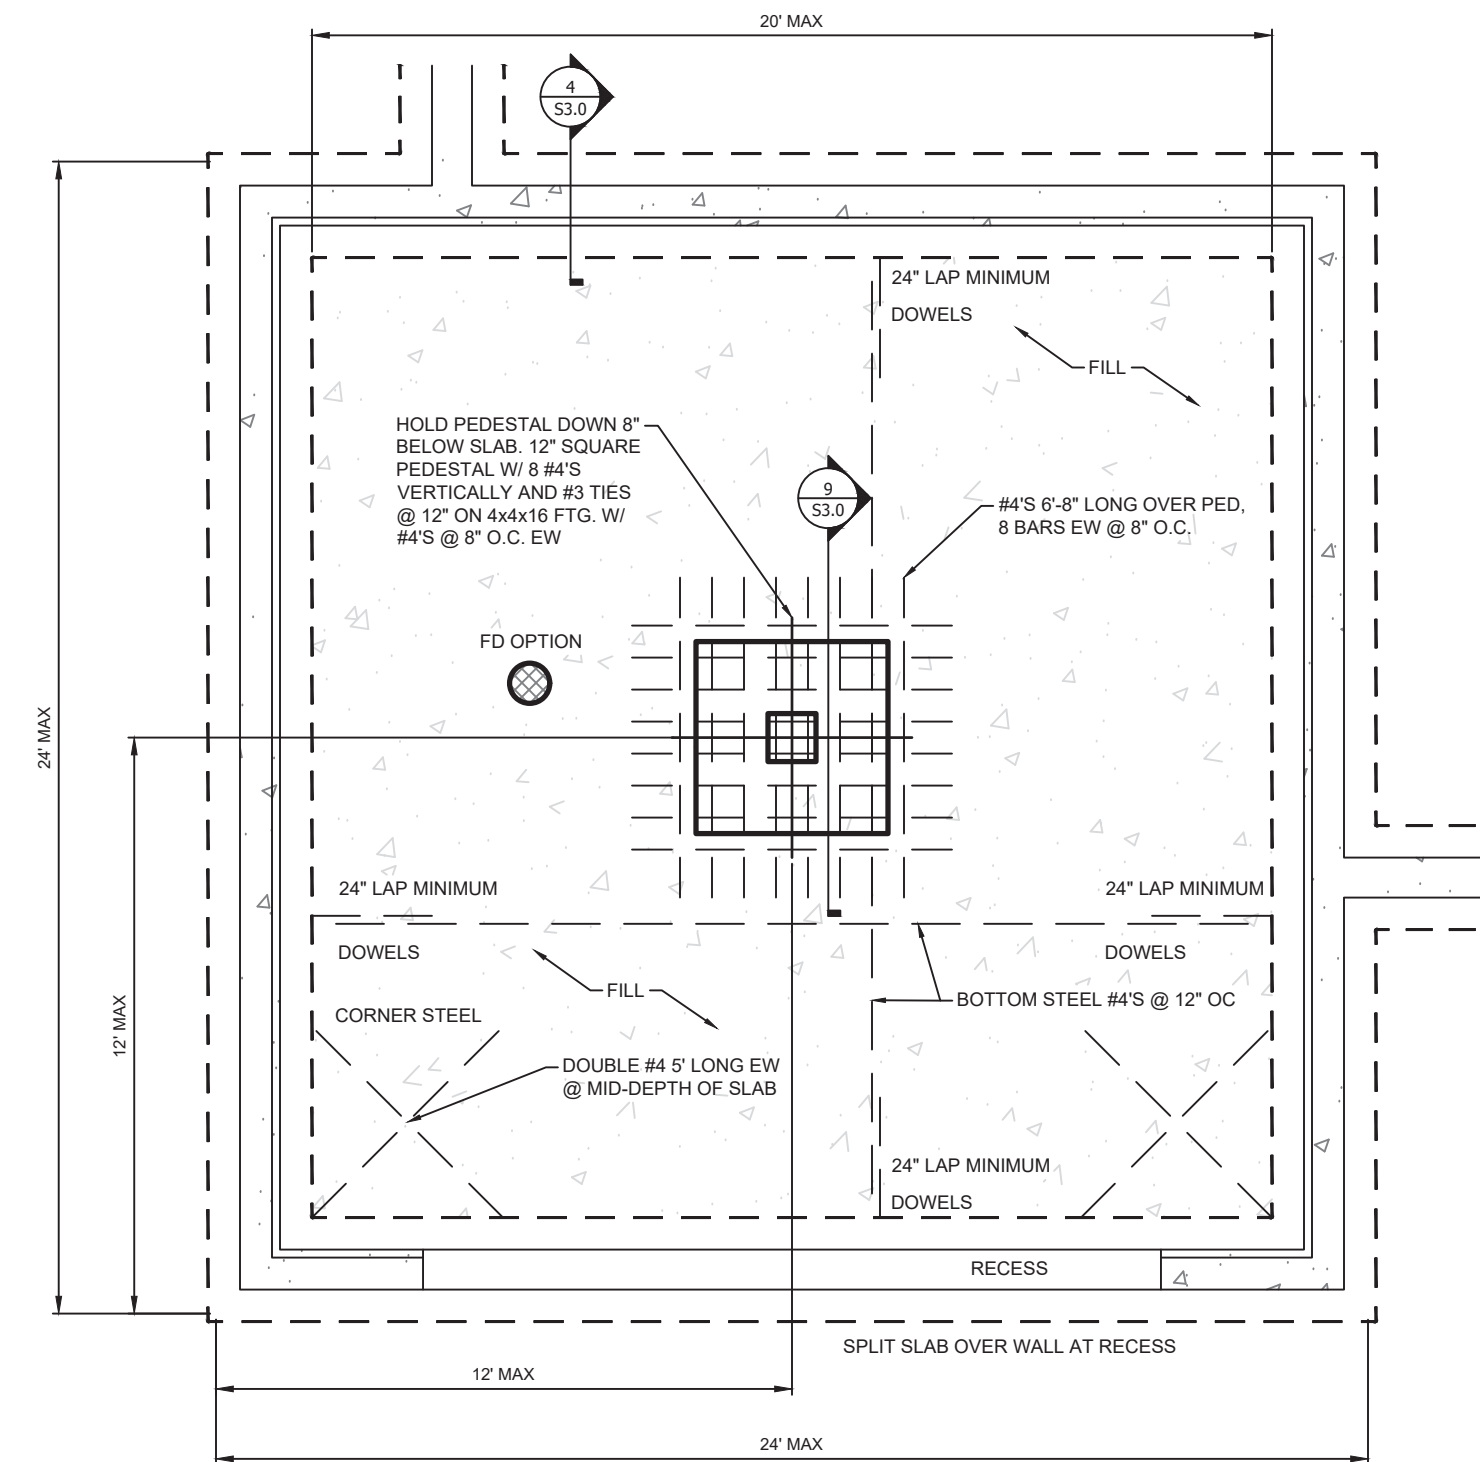 20' MAX
4
S3.0
24" LAP MINIMUM
DOWELS
FILL
HOLD PEDESTAL DOWN 8"
BELOW SLAB. 12" SQUARE
PEDESTAL W/ 8 #4'S
VERTICALLY AND #3 TIES
@ 12" ON 4x4x16 FTG. W/
#4'S @ 8" O.C. EW
9
S3.0
#4'S 6'-8" LONG OVER PED,
8 BARS EW @ 8" O.C.
FD OPTION
24' MAX
24" LAP MINIMUM
24" LAP MINIMUM
DOWELS
DOWELS
FILL
BOTTOM STEEL #4'S @ 12" OC
CORNER STEEL
12' MAX
DOUBLE #4 5' LONG EW
@ MID-DEPTH OF SLAB
24" LAP MINIMUM
DOWELS
RECESS
SPLIT SLAB OVER WALL AT RECESS
12' MAX
24' MAX